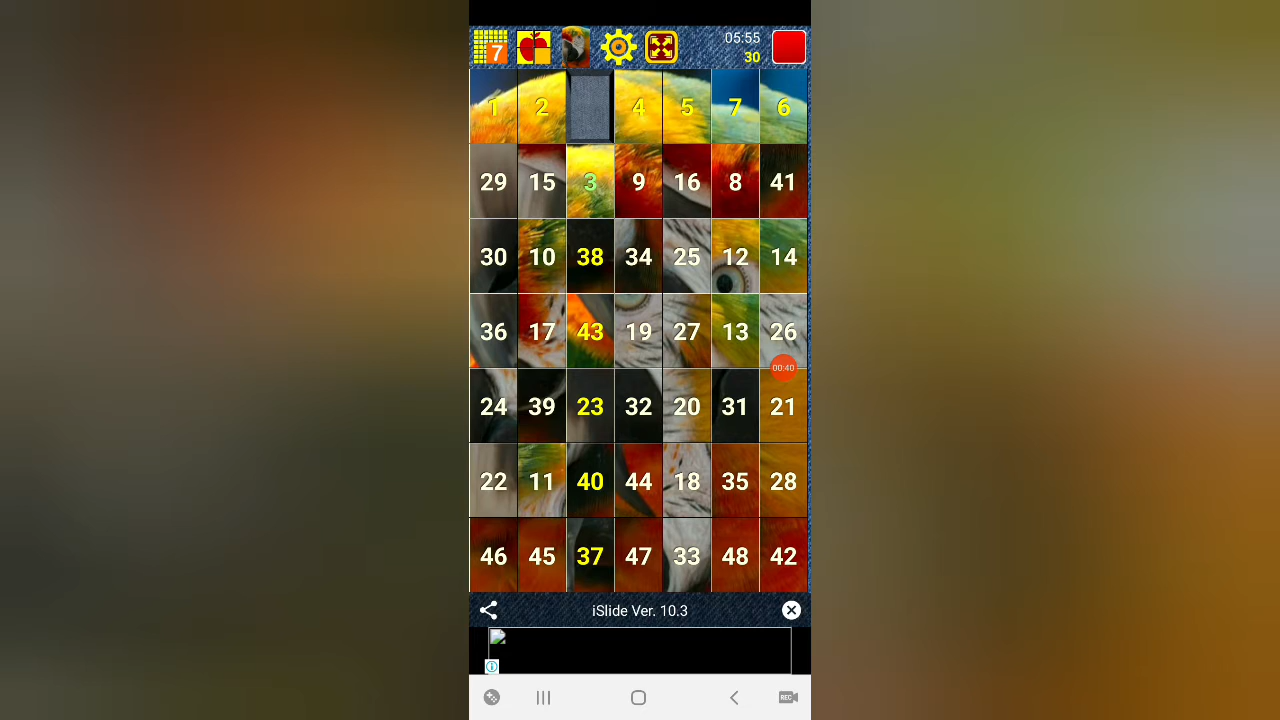 7
05:55
30
1 2 4 5 7 6
29 15 3 9 16 8 41
30 10 38 34 25 12 14
36 17 43 19 27 13 26
00:40
24 39 23 32 20 31 21
22 11 40 44 18 35 28
46 45 37 47 33 48 42
iSlide Ver. 10.3
REC